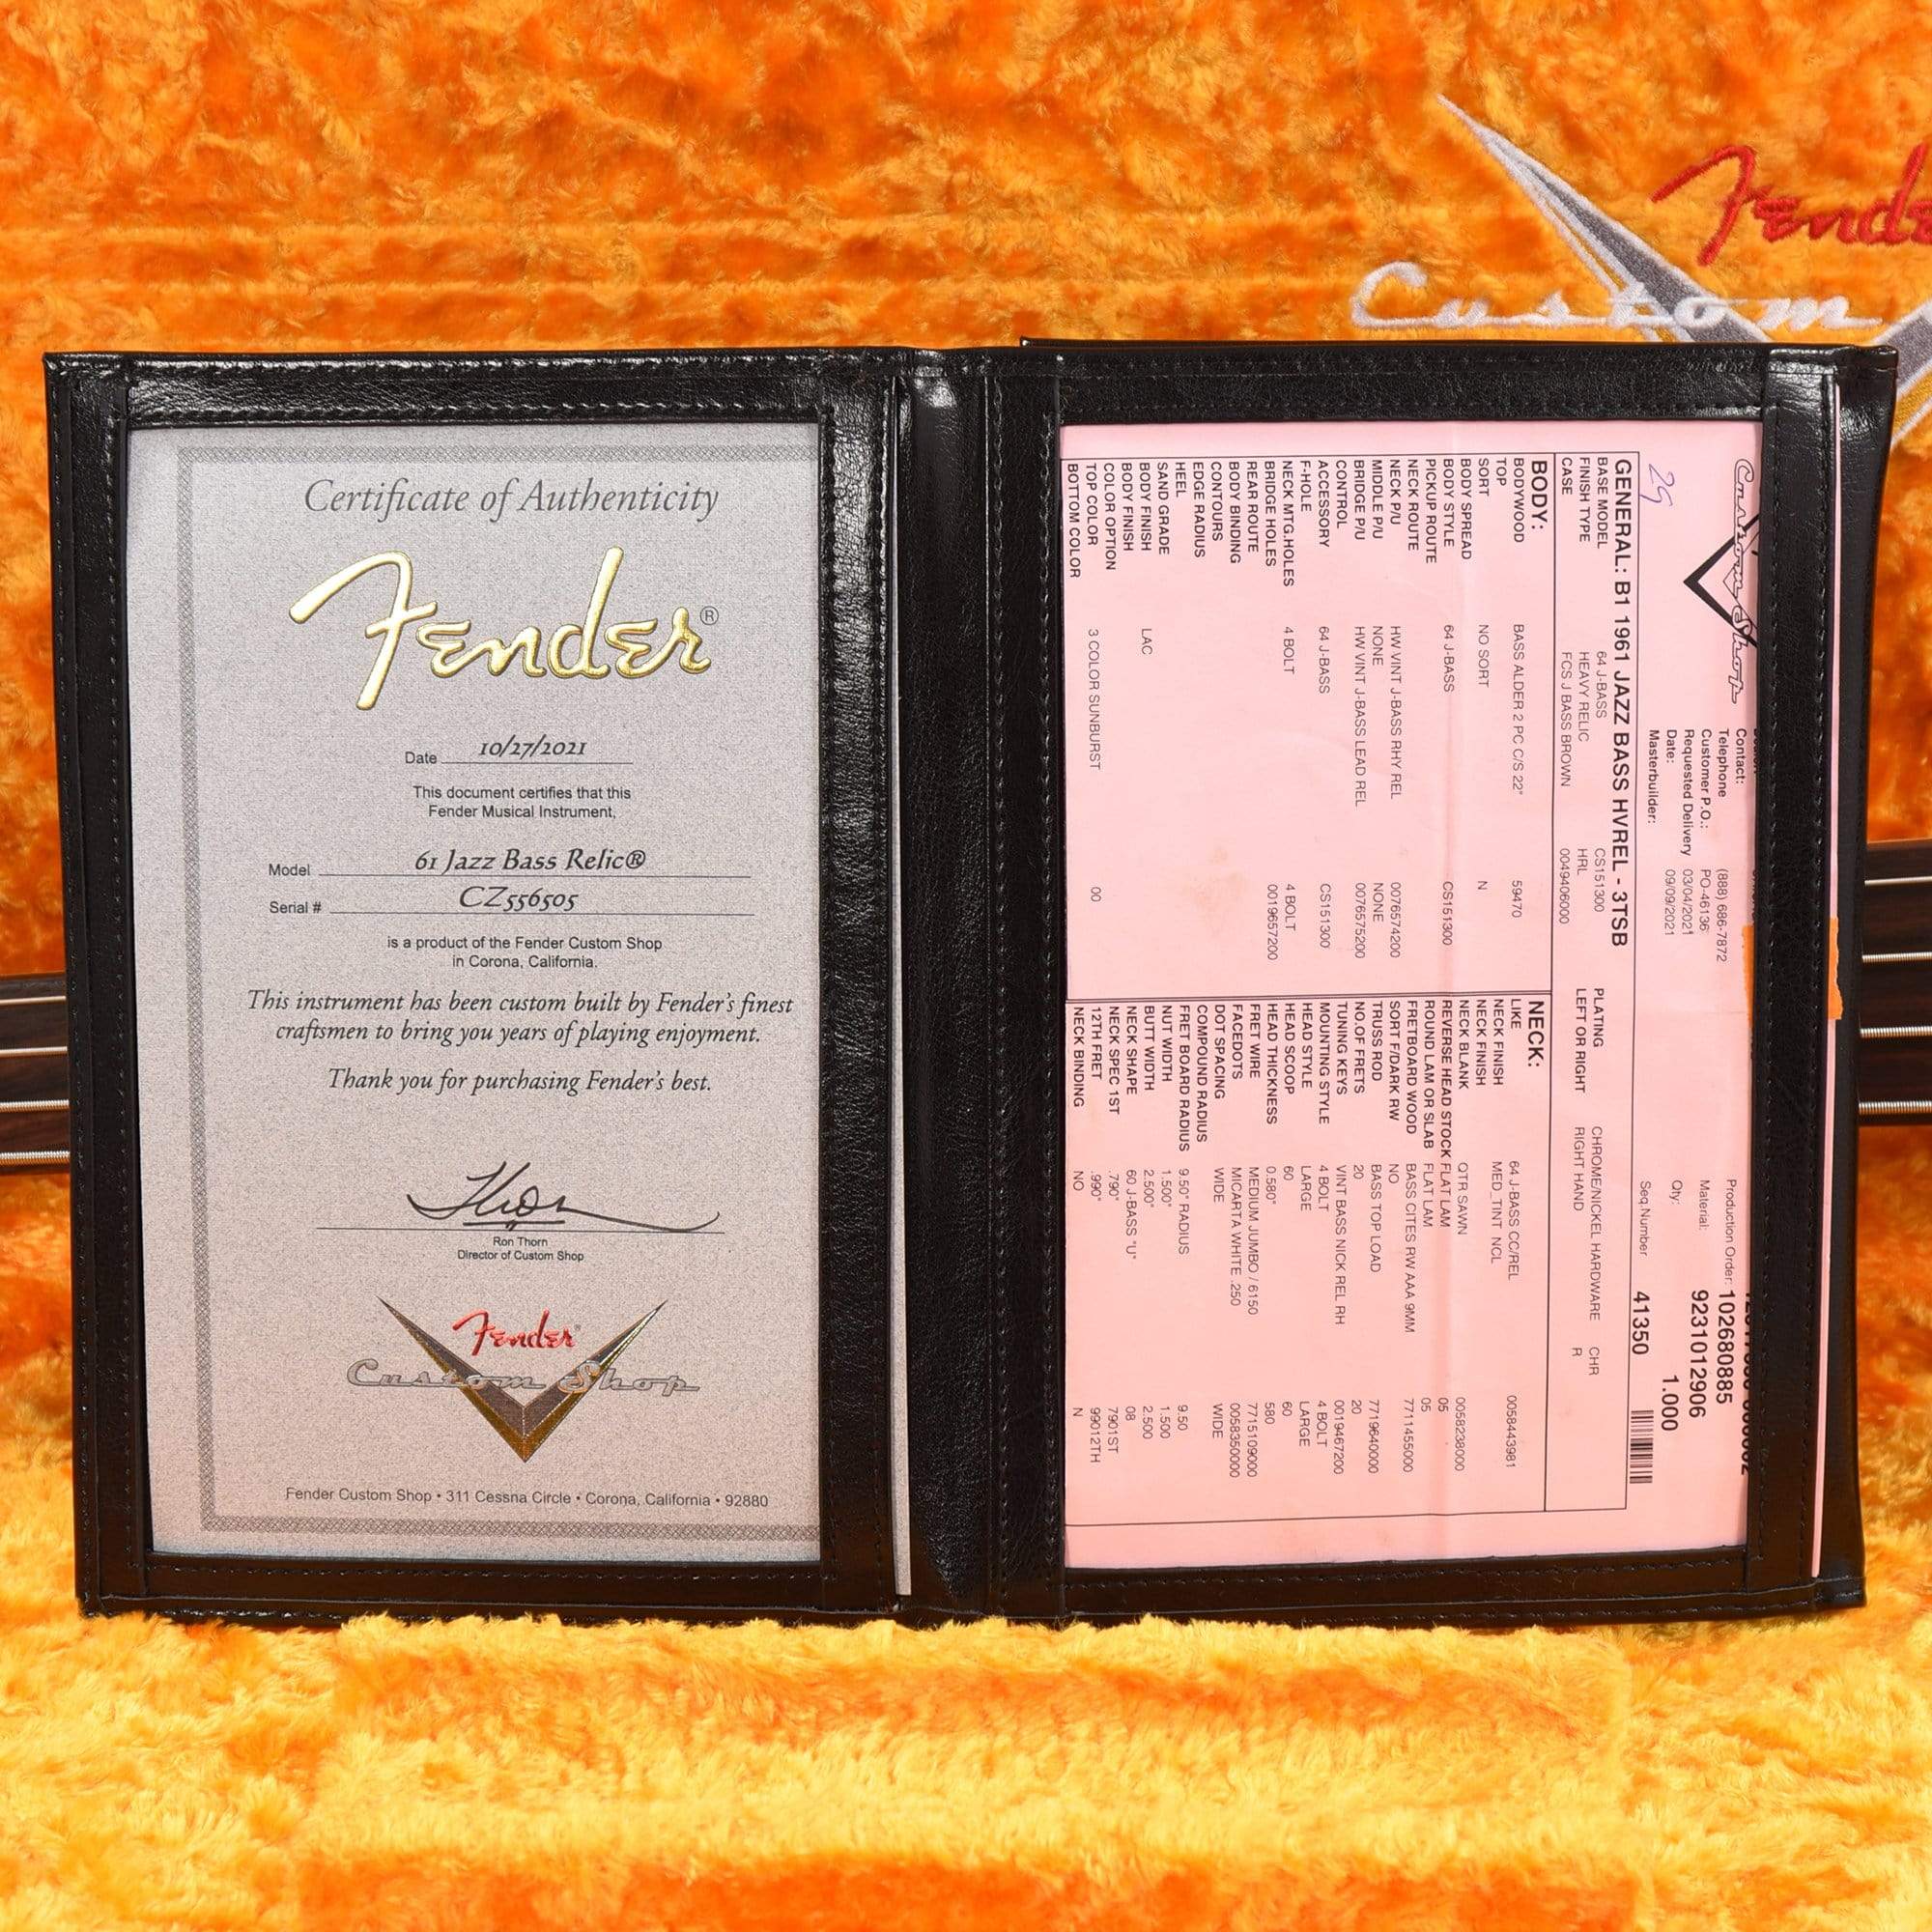 Fender
Custom
Certificate of Authenticity
Fender®
Date 10/27/2021
This document certifies that this
Fender Musical Instrument,
Model 61 Jazz Bass Relic®
Serial # CZ556505
is a product of the Fender Custom Shop
in Corona, California.
This instrument has been custom built by Fender's finest
craftsmen to bring you years of playing enjoyment.
Thank you for purchasing Fender's best.
Ron Thorn
Director of Custom Shop
Fender®
Custom Shop
Fender Custom Shop • 311 Cessna Circle • Corona, California • 92880
Custom Shop
Contact:
Telephone (888) 686-7872 Production Order: 102680885
Customer P.O.: PO-46136 Material: 9231012906
Requested Delivery 03/04/2021 Qty: 1.000
Date: 09/09/2021
Masterbuilder: Seq.Number 41350
GENERAL: B1 1961 JAZZ BASS HVREL - 3TSB
BASE MODEL 64 J-BASS CS151300 PLATING CHROME/NICKEL HARDWARE CHR
FINISH TYPE HEAVY RELIC HRL LEFT OR RIGHT RIGHT HAND R
CASE FCS J BASS BROWN 0049406000
BODY:
BODYWOOD BASS ALDER 2 PC C/S 22" 59470
TOP
SORT NO SORT N
BODY SPREAD
BODY STYLE 64 J-BASS CS151300
PICKUP ROUTE
NECK ROUTE
NECK P/U HW VINT J-BASS RHY REL 0076574200
MIDDLE P/U NONE NONE
BRIDGE P/U HW VINT J-BASS LEAD REL 0076575200
CONTROL
ACCESSORY 64 J-BASS CS151300
F-HOLE
NECK MTG.HOLES 4 BOLT 4 BOLT
BRIDGE HOLES 0019657200
REAR ROUTE
BODY BINDING
CONTOURS
EDGE RADIUS
HEEL
SAND GRADE
BODY FINISH LAC
BODY FINISH
COLOR OPTION
TOP COLOR 3 COLOR SUNBURST 00
BOTTOM COLOR
NECK:
LIKE 64 J-BASS CC/REL 0058443981
NECK FINISH MED_TINT NCL
NECK FINISH
NECK BLANK QTR SAWN 0058238000
REVERSE HEAD STOCK FLAT LAM 05
ROUND LAM OR SLAB FLAT LAM 05
FRETBOARD WOOD BASS CITES RW AAA 9MM 7711455000
SORT F/DARK RW NO
TRUSS ROD BASS TOP LOAD 7719640000
NO.OF FRETS 20 20
TUNING KEYS VINT BASS NICK REL RH 0019467200
MOUNTING STYLE 4 BOLT 4 BOLT
HEAD STYLE LARGE LARGE
HEAD SCOOP 60 60
HEAD THICKNESS 0.580" 580
FRET WIRE MEDIUM JUMBO / 6150 7715109000
FACEDOTS MICARTA WHITE .250 0058350000
DOT SPACING WIDE WIDE
COMPOUND RADIUS
FRET BOARD RADIUS 9.50" RADIUS 9.50
NUT WIDTH 1.500" 1.500
BUTT WIDTH 2.500" 2.500
NECK SHAPE 60 J-BASS "U" 08
NECK SPEC 1ST .790" 7901ST
12TH FRET .990" 99012TH
NECK BINDING NO N